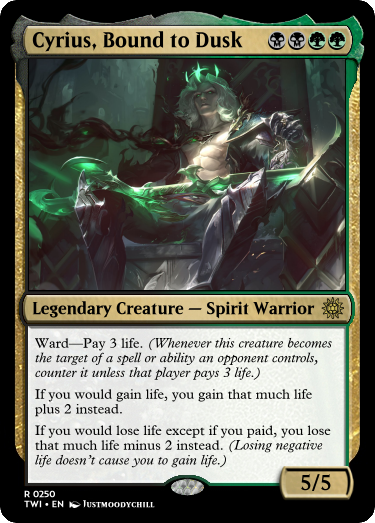 Cyrius, Bound to Dusk
Legendary Creature — Spirit Warrior
Ward—Pay 3 life. (Whenever this creature becomes
the target of a spell or ability an opponent controls,
counter it unless that player pays 3 life.)
If you would gain life, you gain that much life
plus 2 instead.
If you would lose life except if you paid, you lose
that much life minus 2 instead. (Losing negative
life doesn't cause you to gain life.)
5/5
R 0250
TWI • EN JUSTMOODYCHILL